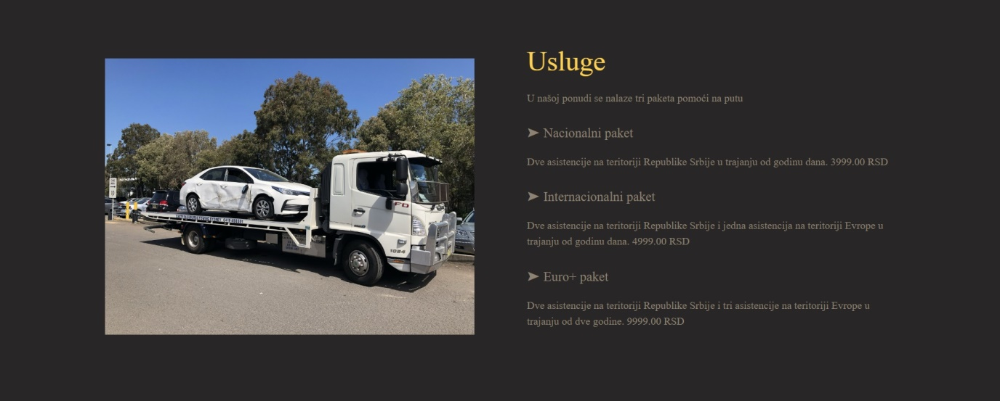 Usluge
U našoj ponudi se nalaze tri paketa pomoći na putu
➤ Nacionalni paket
Dve asistencije na teritoriji Republike Srbije u trajanju od godinu dana. 3999.00 RSD
➤ Internacionalni paket
Dve asistencije na teritoriji Republike Srbije i jedna asistencija na teritoriji Evrope u
trajanju od godinu dana. 4999.00 RSD
➤ Euro+ paket
Dve asistencije na teritoriji Republike Srbije i tri asistencije na teritoriji Evrope u
trajanju od dve godine. 9999.00 RSD
FD
1024